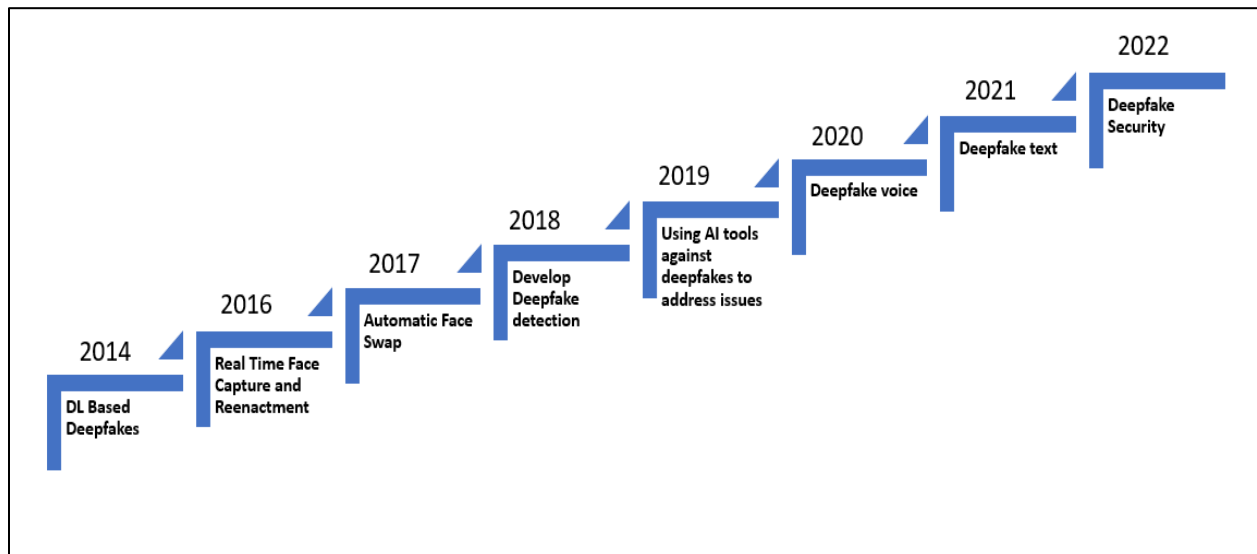 2014
DL Based
Deepfakes
2016
Real Time Face
Capture and
Reenactment
2017
Automatic Face
Swap
2018
Develop
Deepfake
detection
2019
Using AI tools
against
deepfakes to
address issues
2020
Deepfake voice
2021
Deepfake text
2022
Deepfake
Security